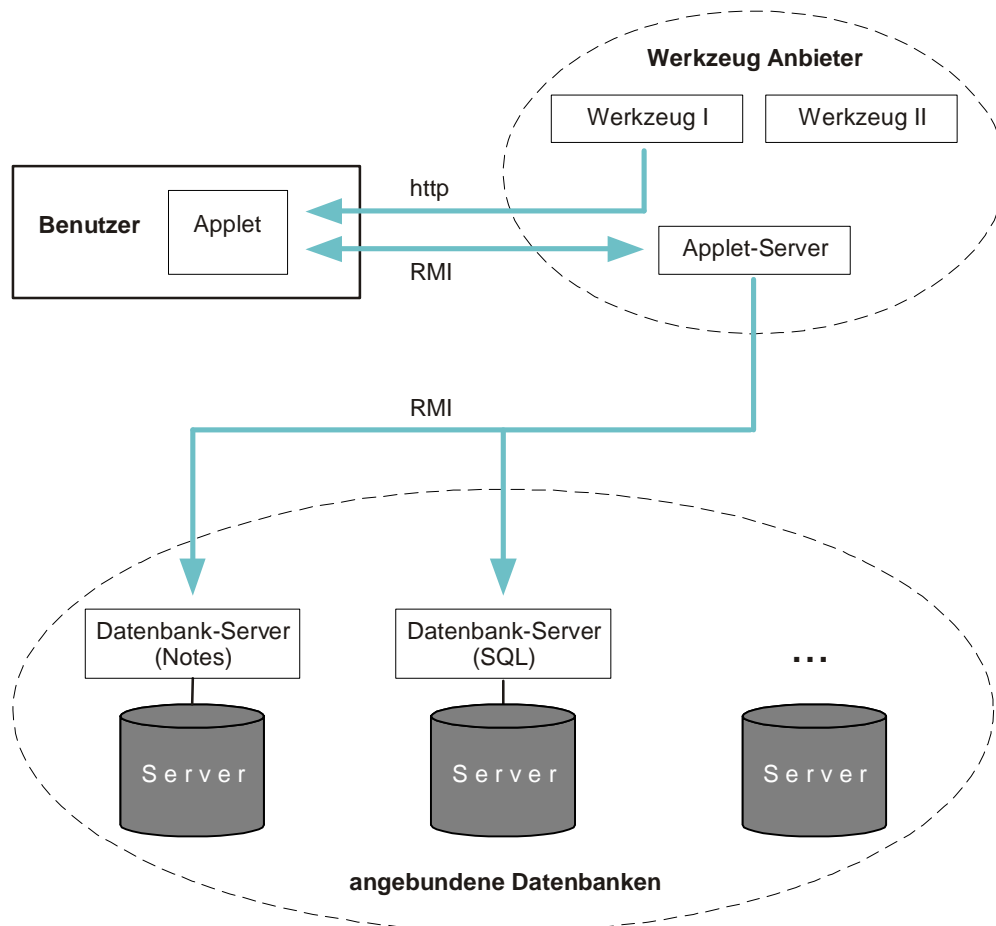 Werkzeug Anbieter
Werkzeug I
Werkzeug II
http
Benutzer
Applet
Applet-Server
RMI
RMI
Datenbank-Server
(Notes)
Datenbank-Server
(SQL)
...
Server
Server
Server
angebundene Datenbanken